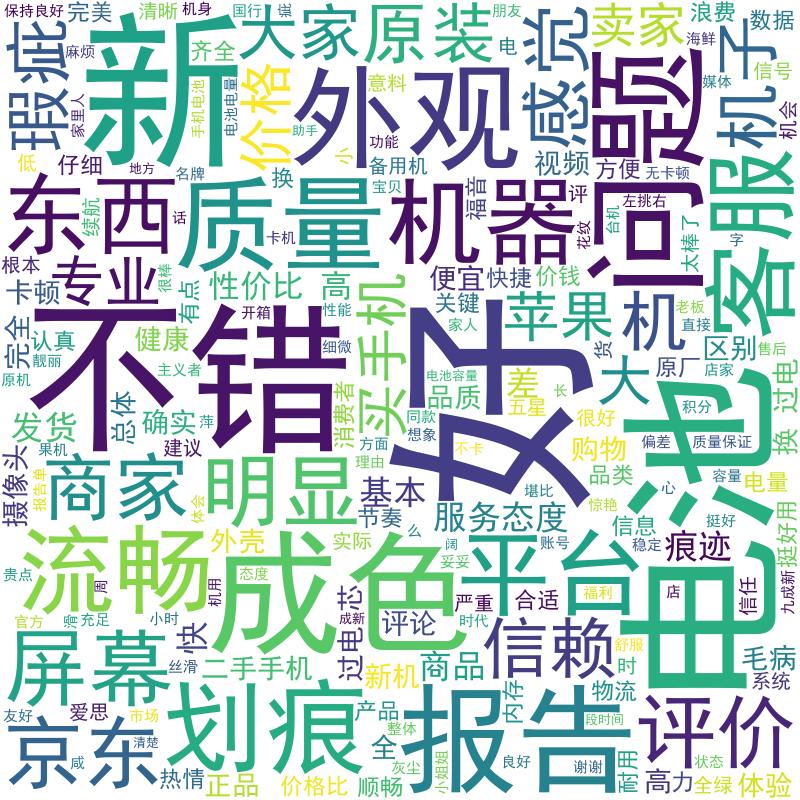 保持良好
完美
清晰
机身
国行
大家
原装
朋友
电
卖家
浪费
数据
瑕疵
麻烦
家里人
新
手机电池
齐全
电池电量
价格
外观
意料
助手
功能
小
感觉
问题
海鲜
媒体
信号
机子
机会
低
仔细
地方
名牌
换
备用机
宝贝
视频
方便
无卡顿
客服
东西
续航
话
质量
卡机
机器
福音
评
花纹
左挑右
台机
太棒了
字
根本
专业
很棒
有点
性价比
高
开箱
性能
细微
买手机
便宜
快捷
价钱
关键
家人
苹果
货
机
老板
直接
区别
售后
卡顿
完全
原机
认真
靓丽
健康
主义者
不错
好
消费者
电池容量
品质
同款
想象
差
五星
长
大
原厂
店家
过电
发货
总体
确实
萍
建议
果机
方面
理由
不卡
很好
购物
积分
偏差
质量保证
换
摄像头
报告单
商家
体会
明显
基本
节奏
服务态度
堪比
惊艳
品类
信息
心
容量
电量
挺好用
流畅
外壳
实际
么
阔
账号
稳定
挺好
痕迹
电池
贵点
周
机用
成色
态度
妥妥
平台
福利
店
信任
九成新
官方
充足
小时
快
成新
过电芯
评论
严重
时代
合适
屏幕
丝滑
二手手机
新机
商品
信赖
舒服
时
毛病
系统
友好
爱思
市场
划痕
产品
整体
内存
报告
物流
段时间
评价
京东
清楚
咸
热情
正品
价格比
全
顺畅
灰尘
小姐姐
良好
谢谢
耐用
高力
状态
全绿
体验